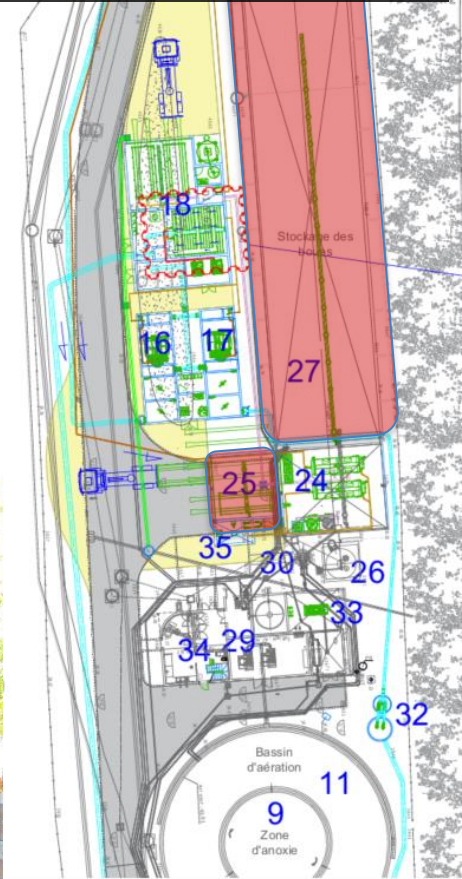 18
Stockage des
boues
16
17
27
25
24
35
30
26
33
34
29
32
Bassin
d'aération
11
9
Zone
d'anoxie